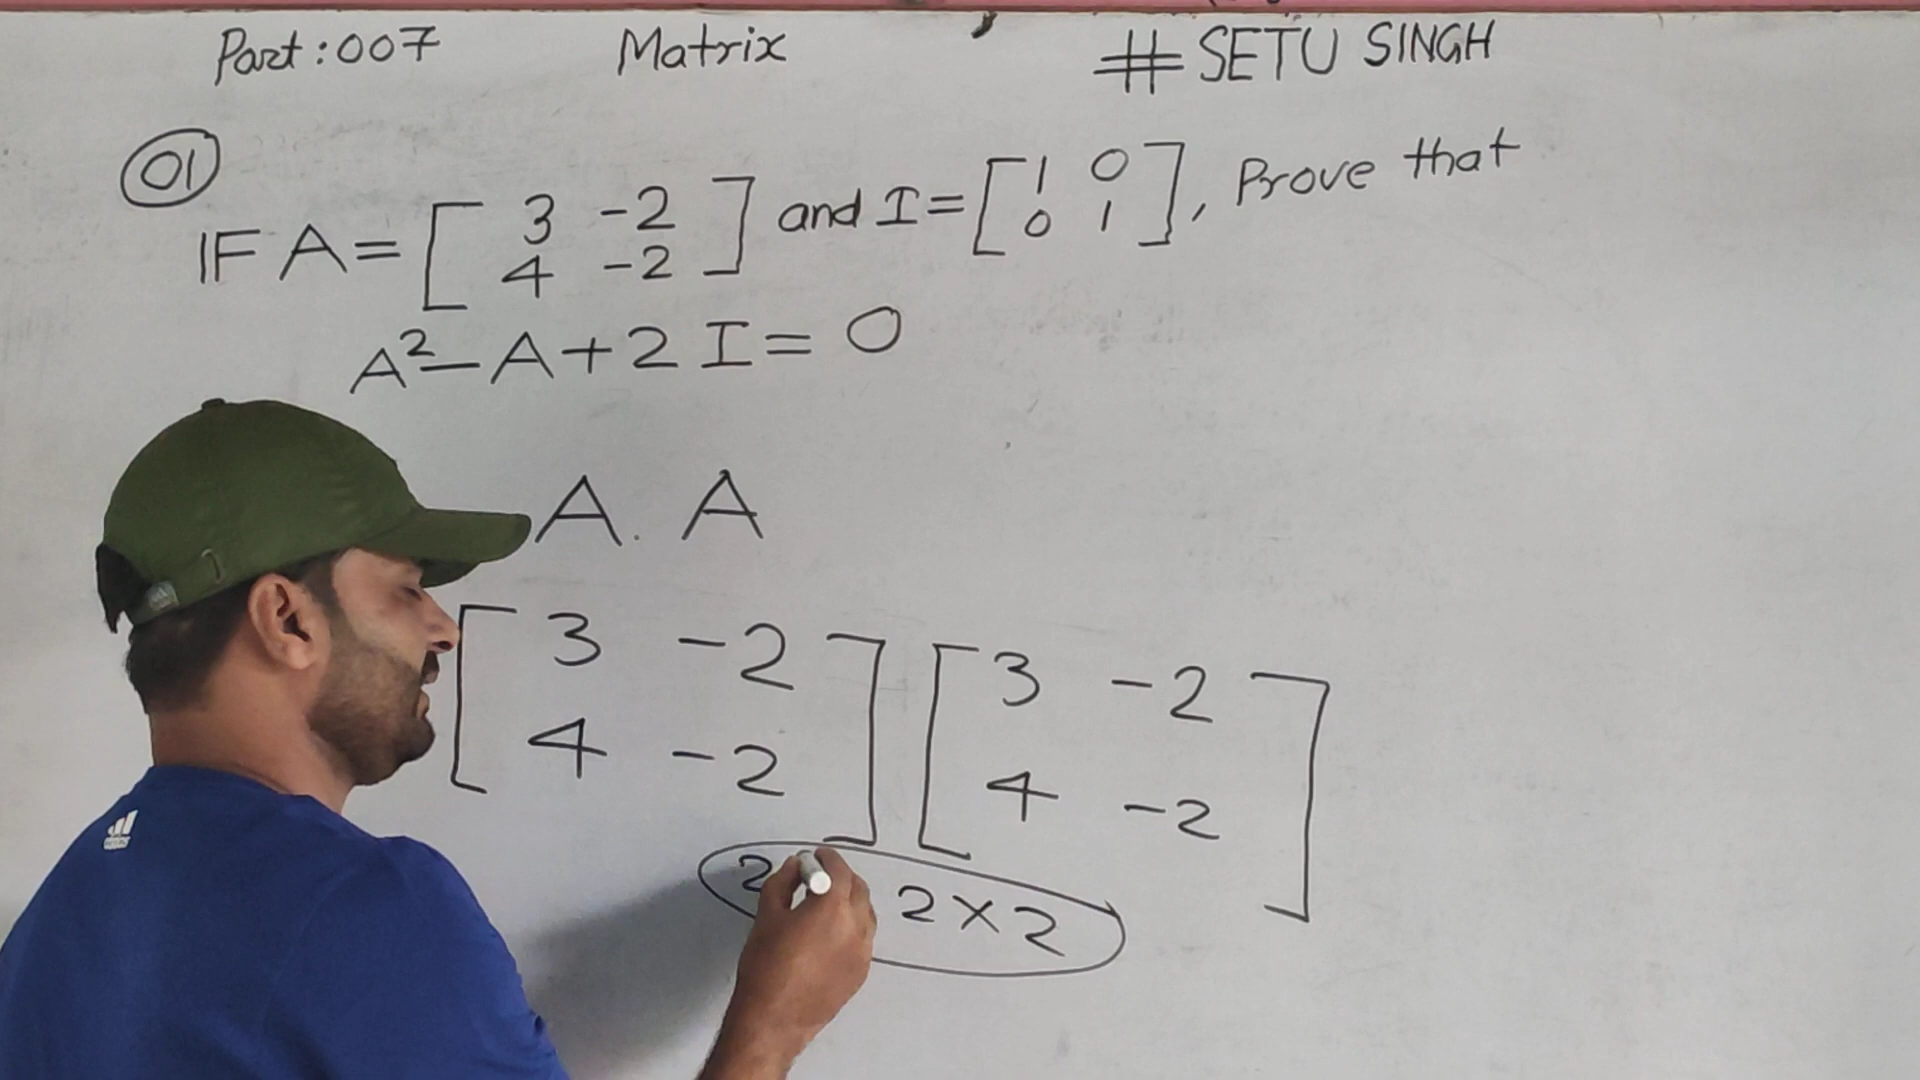 Part:007 Matrix # SETU SINGH
01
IF A = [ 3 -2 ] and I = [ 1 0 ], Prove that
4 -2 0 1
A²-A+2I=0
A. A
[ 3 -2 ] [ 3 -2 ]
4 -2 4 -2
2 2×2